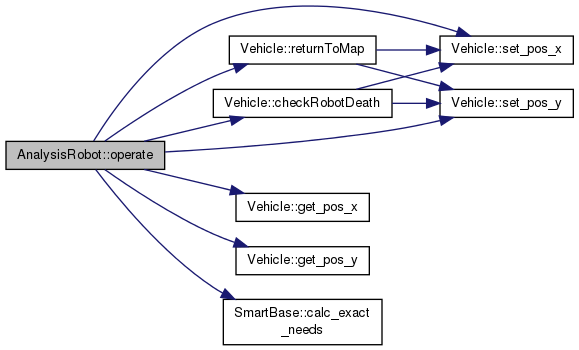 Vehicle::returnToMap
Vehicle::set_pos_x
Vehicle::checkRobotDeath
Vehicle::set_pos_y
AnalysisRobot::operate
Vehicle::get_pos_x
Vehicle::get_pos_y
SmartBase::calc_exact
_needs